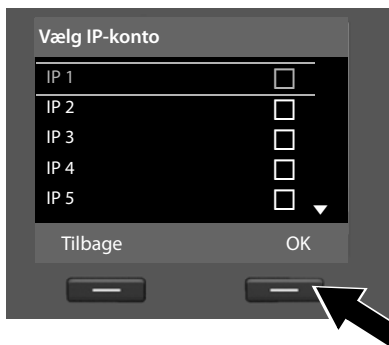 Vælg IP-konto
IP 1
IP 2
IP 3
IP 4
IP 5
Tilbage OK